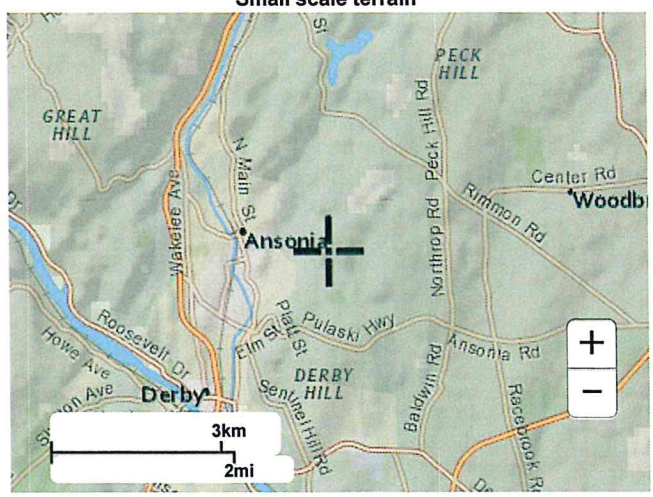 Small scale terrain
St
PECK
HILL
GREAT
HILL
Peck Hill Rd
N Main St
Center Rd
Woodb
Rimmon Rd
Wakelee Ave
Ansonia
Northrop Rd
Dr
Platt St
Pulaski Hwy
Elm St
Ansonia Rd
Roosevelt Dr
Howe Ave
DERBY
HILL
Baldwin Rd
Derby
Sentinel Hill Rd
Racebrook R
Ave
+
−
3km
2mi